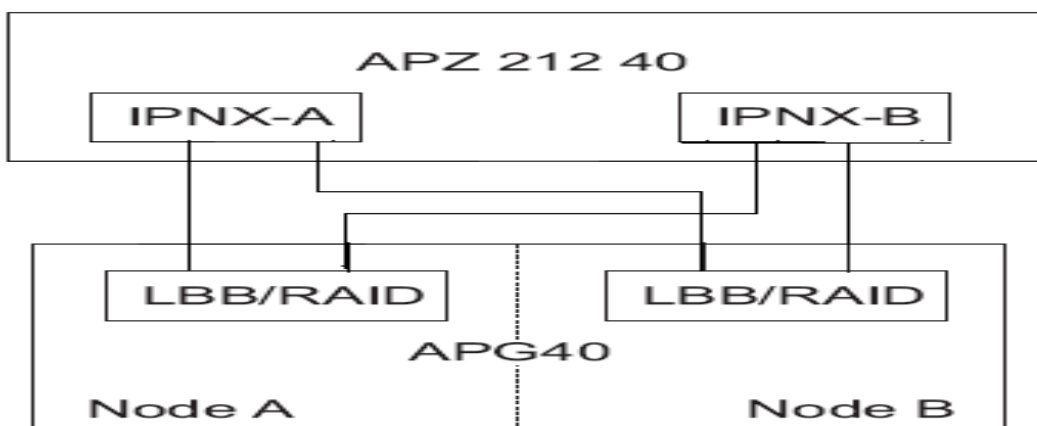 APZ 212 40
IPNX-A
IPNX-B
LBB/RAID
LBB/RAID
APG40
Node A
Node B